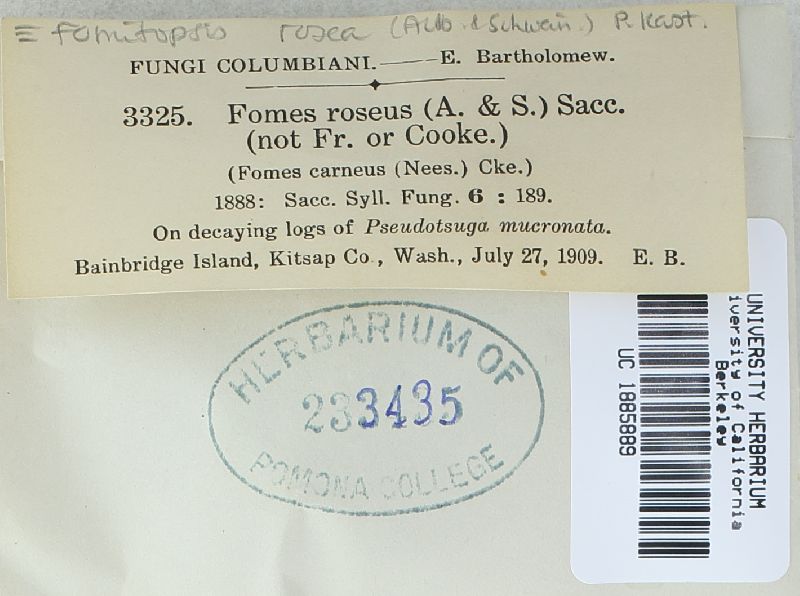 ≡ fomitopsis rosea (Alb. & Schwein.) P. Karst.
FUNGI COLUMBIANI.——E. Bartholomew.
3325. Fomes roseus (A. & S.) Sacc.
(not Fr. or Cooke.)
(Fomes carneus (Nees.) Cke.)
1888: Sacc. Syll. Fung. 6 : 189.
On decaying logs of Pseudotsuga mucronata.
Bainbridge Island, Kitsap Co., Wash., July 27, 1909. E. B.
HERBARIUM OF
233435
POMONA COLLEGE
UNIVERSITY HERBARIUM
iversity of California
Berkeley
UC 1885889